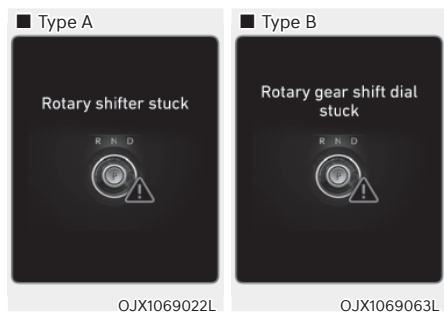 ■ Type A
Rotary shifter stuck
R N D
P
OJX1069022L
■ Type B
Rotary gear shift dial
stuck
R N D
P
OJX1069063L